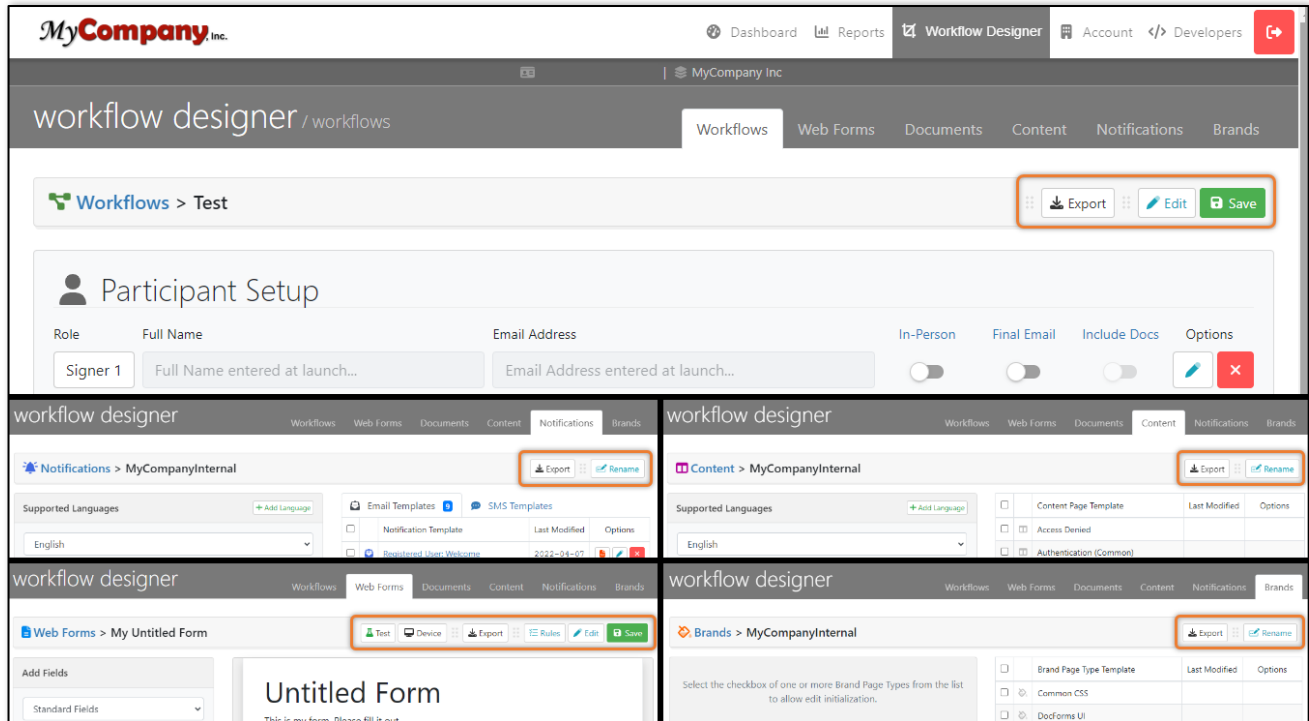 MyCompany, Inc.
Dashboard Reports Workflow Designer Account </> Developers
| MyCompany Inc
workflow designer / workflows
Workflows Web Forms Documents Content Notifications Brands
Workflows > Test
Export Edit Save
Participant Setup
Role Full Name Email Address In-Person Final Email Include Docs Options
Signer 1 Full Name entered at launch... Email Address entered at launch...
workflow designer
Workflows Web Forms Documents Content Notifications Brands
Notifications > MyCompanyInternal
Export Rename
Supported Languages + Add Language
English
Email Templates 9 SMS Templates
Notification Template Last Modified Options
Registered User: Welcome 2022-04-07
workflow designer
Workflows Web Forms Documents Content Notifications Brands
Content > MyCompanyInternal
Export Rename
Supported Languages + Add Language
English
Content Page Template Last Modified Options
Access Denied
Authentication (Common)
workflow designer
Workflows Web Forms Documents Content Notifications Brands
Web Forms > My Untitled Form
Test Device Export Rules Edit Save
Add Fields
Standard Fields
Untitled Form
This is my form. Please fill it out.
workflow designer
Workflows Web Forms Documents Content Notifications Brands
Brands > MyCompanyInternal
Export Rename
Select the checkbox of one or more Brand Page Types from the list
to allow edit initialization.
Brand Page Type Template Last Modified Options
Common CSS
DocForms UI